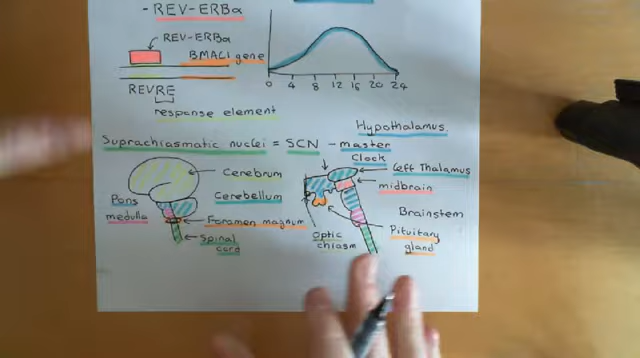 - REV-ERBα
REV-ERBα
BMAL1 gene
REVRE
response element
0 4 8 12 16 20 24
Suprachiasmatic nuclei = SCN - master clock
Hypothalamus
Cerebrum
Cerebellum
Pons
medulla
Foramen magnum
Spinal
cord
Left Thalamus
midbrain
Brainstem
Optic
chiasm
Pituitary
gland